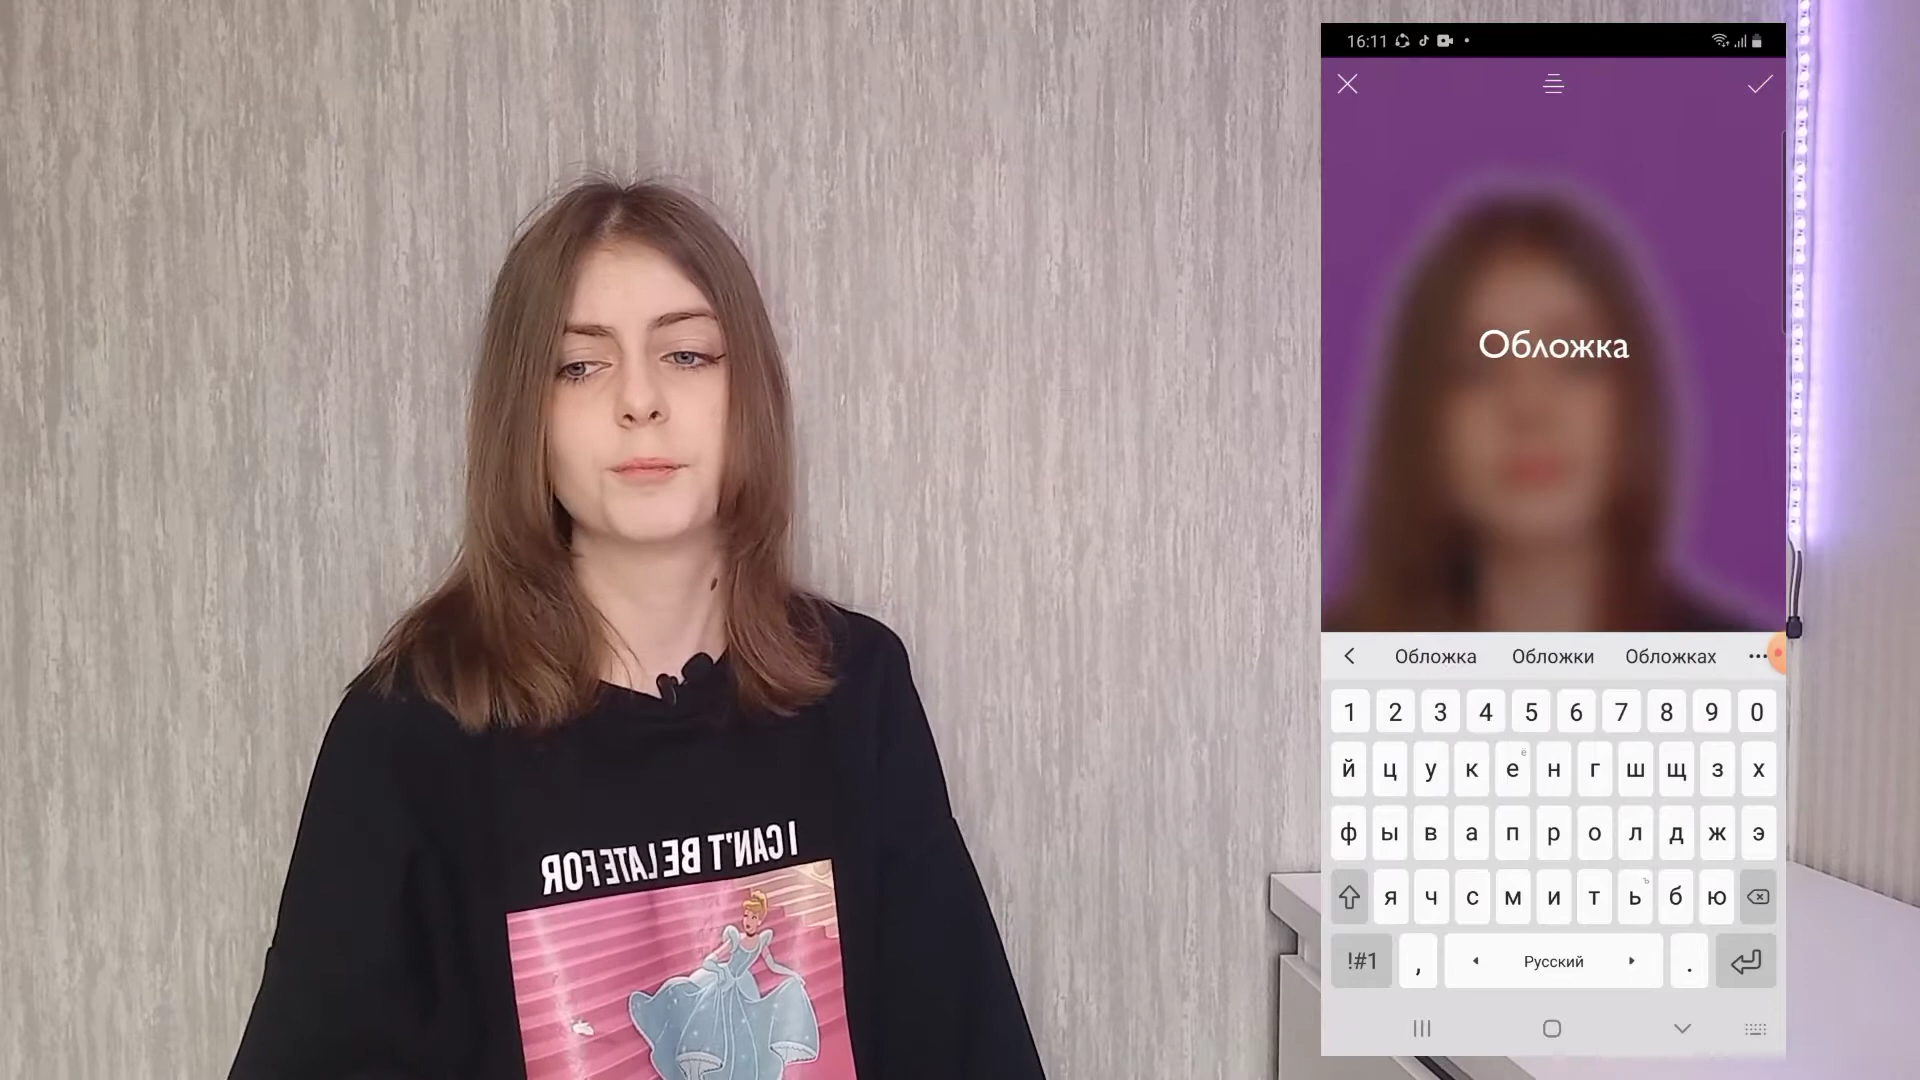 I CAN'T BE LATE FOR
16:11
Обложка
Обложка Обложки Обложках
1 2 3 4 5 6 7 8 9 0
й ц у к е ё н г ш щ з х
ф ы в а п р о л д ж э
я ч с м и т ь ъ б ю
!#1 , Русский .